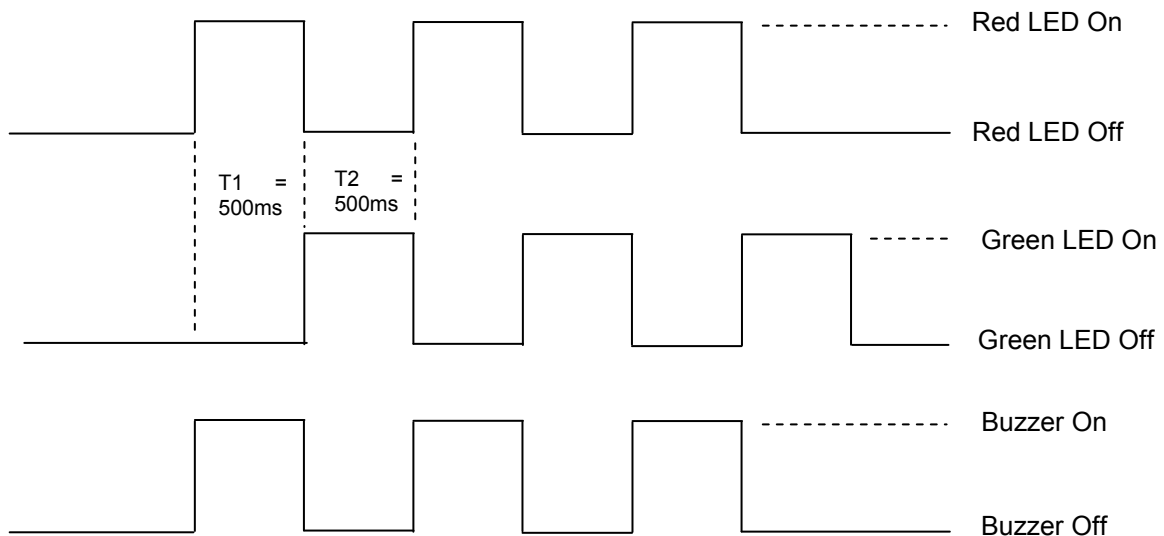 Red LED On
Red LED Off
T1 =
500ms
T2 =
500ms
Green LED On
Green LED Off
Buzzer On
Buzzer Off